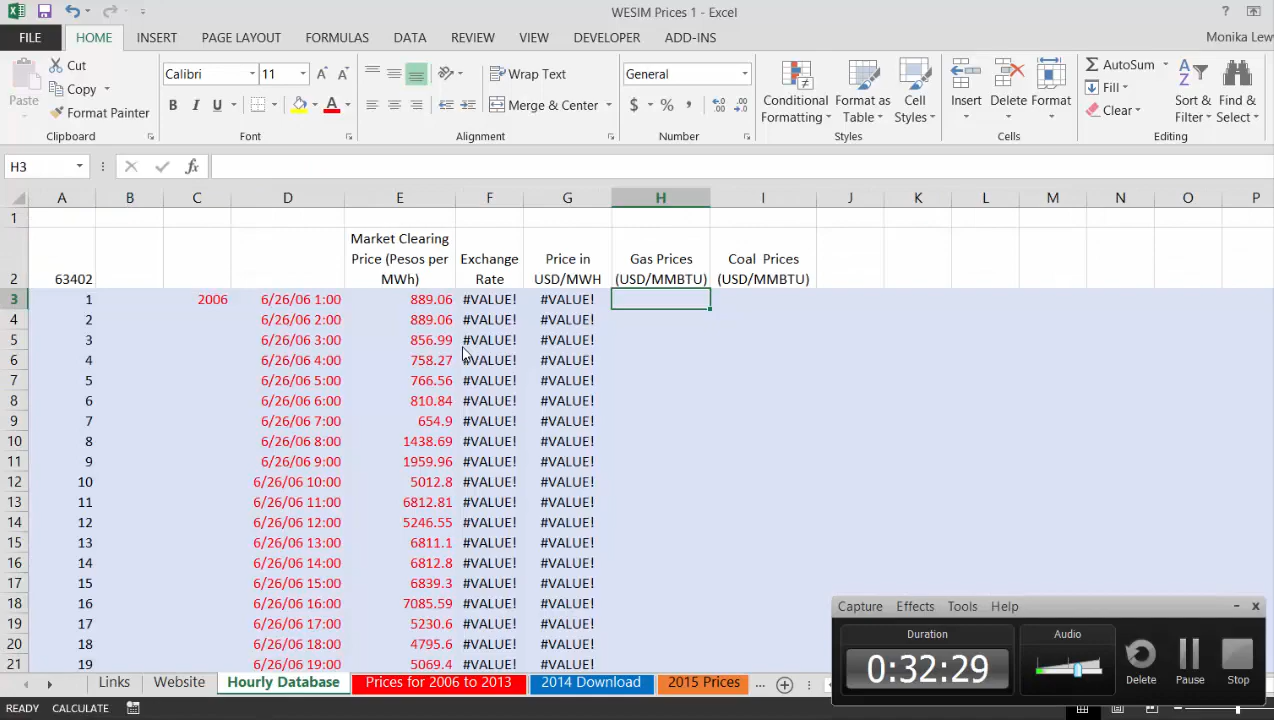 WESIM Prices 1 - Excel
?
FILE HOME INSERT PAGE LAYOUT FORMULAS DATA REVIEW VIEW DEVELOPER ADD-INS Monika Lew
Paste Cut Copy Format Painter Clipboard
Calibri 11 A A B I U A Font
Wrap Text Merge & Center Alignment
General $ % , Number
Conditional Formatting Format as Table Cell Styles Styles
Insert Delete Format Cells
AutoSum Fill Clear Sort & Filter Find & Select Editing
H3 fx
A B C D E F G H I J K L M N O P
1
2 63402 Market Clearing Price (Pesos per MWh) Exchange Rate Price in USD/MWH Gas Prices (USD/MMBTU) Coal Prices (USD/MMBTU)
3 1 2006 6/26/06 1:00 889.06 #VALUE! #VALUE!
4 2 6/26/06 2:00 889.06 #VALUE! #VALUE!
5 3 6/26/06 3:00 856.99 #VALUE! #VALUE!
6 4 6/26/06 4:00 758.27 #VALUE! #VALUE!
7 5 6/26/06 5:00 766.56 #VALUE! #VALUE!
8 6 6/26/06 6:00 810.84 #VALUE! #VALUE!
9 7 6/26/06 7:00 654.9 #VALUE! #VALUE!
10 8 6/26/06 8:00 1438.69 #VALUE! #VALUE!
11 9 6/26/06 9:00 1959.96 #VALUE! #VALUE!
12 10 6/26/06 10:00 5012.8 #VALUE! #VALUE!
13 11 6/26/06 11:00 6812.81 #VALUE! #VALUE!
14 12 6/26/06 12:00 5246.55 #VALUE! #VALUE!
15 13 6/26/06 13:00 6811.1 #VALUE! #VALUE!
16 14 6/26/06 14:00 6812.8 #VALUE! #VALUE!
17 15 6/26/06 15:00 6839.3 #VALUE! #VALUE!
18 16 6/26/06 16:00 7085.59 #VALUE! #VALUE!
19 17 6/26/06 17:00 5230.6 #VALUE! #VALUE!
20 18 6/26/06 18:00 4795.6 #VALUE! #VALUE!
21 19 6/26/06 19:00 5069.4 #VALUE! #VALUE!
Capture Effects Tools Help
Duration Audio
0:32:29 Delete Pause Stop
Links Website Hourly Database Prices for 2006 to 2013 2014 Download 2015 Prices ...
READY CALCULATE